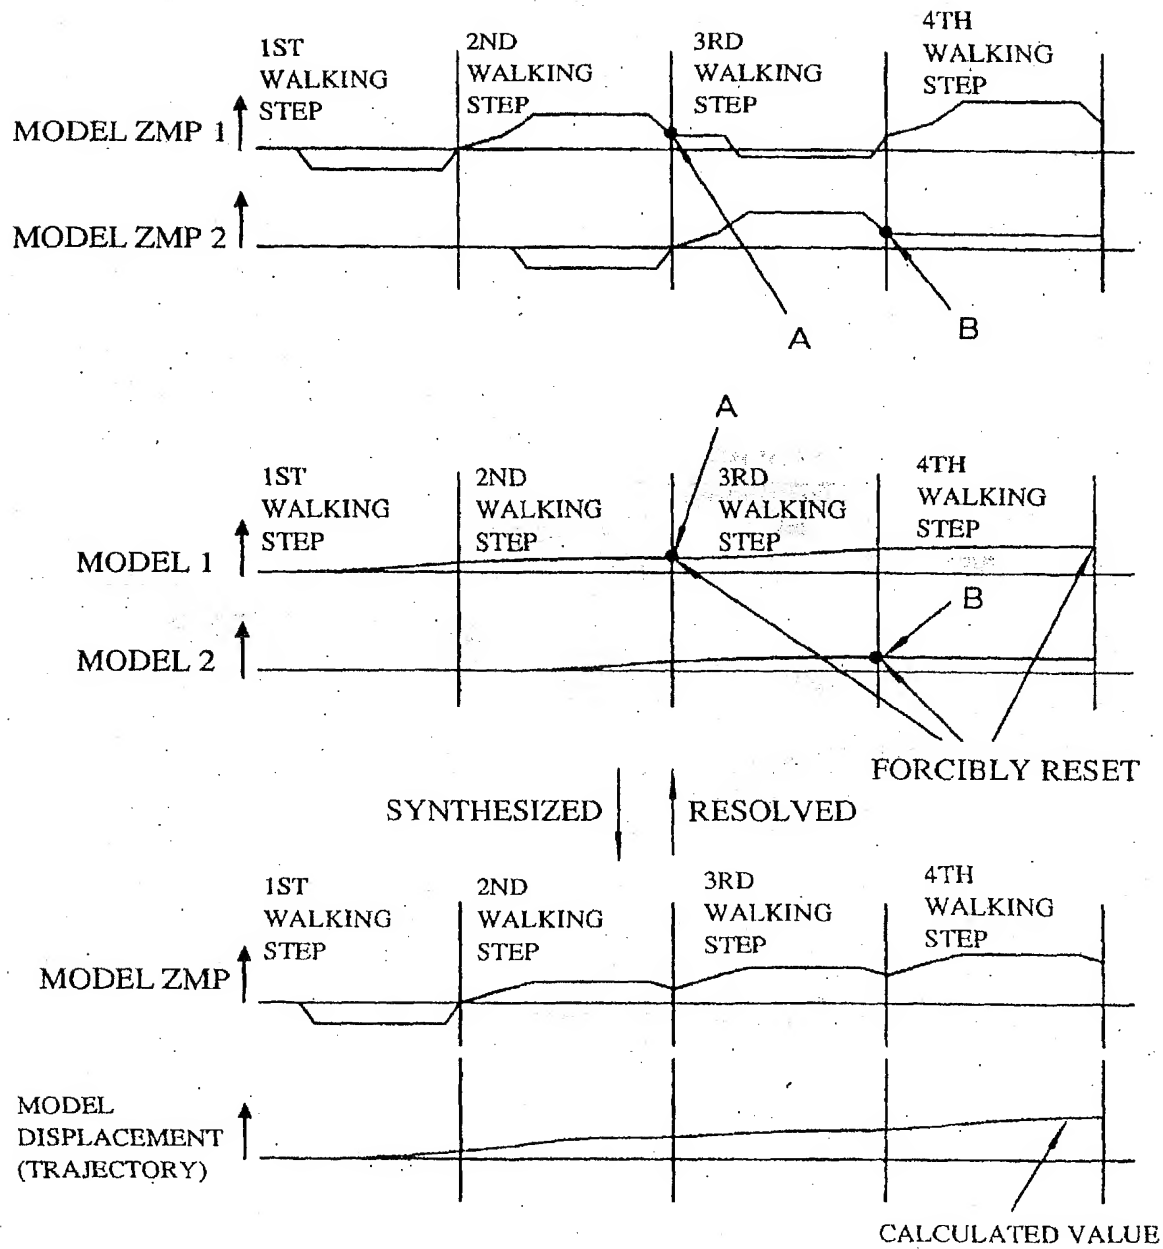 1ST
WALKING
STEP
2ND
WALKING
STEP
3RD
WALKING
STEP
4TH
WALKING
STEP
MODEL ZMP 1
MODEL ZMP 2
A
B
A
1ST
WALKING
STEP
2ND
WALKING
STEP
3RD
WALKING
STEP
4TH
WALKING
STEP
MODEL 1
B
MODEL 2
FORCIBLY RESET
SYNTHESIZED
RESOLVED
1ST
WALKING
STEP
2ND
WALKING
STEP
3RD
WALKING
STEP
4TH
WALKING
STEP
MODEL ZMP
MODEL
DISPLACEMENT
(TRAJECTORY)
CALCULATED VALUE